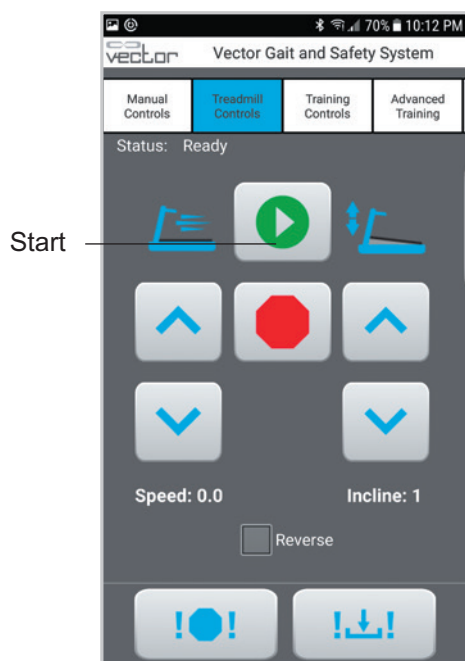 70% 10:12 PM
vector
Vector Gait and Safety System
Manual Controls
Treadmill Controls
Training Controls
Advanced Training
Status: Ready
Start
Speed: 0.0
Incline: 1
Reverse
! !
! !